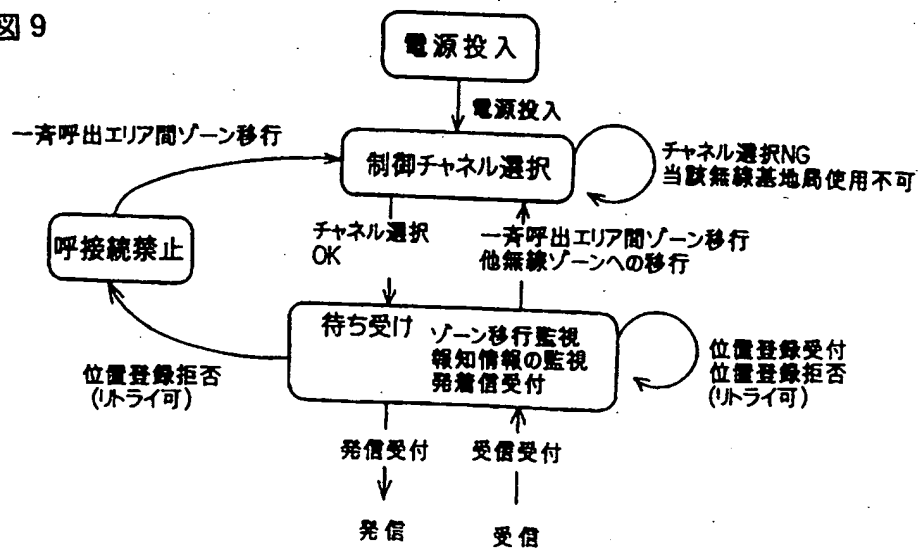 図9
電源投入
電源投入
一斉呼出エリア間ゾーン移行
制御チャネル選択
チャネル選択NG
当該無線基地局使用不可
呼接続禁止
チャネル選択
OK
一斉呼出エリア間ゾーン移行
他無線ゾーンへの移行
待ち受け
ゾーン移行監視
報知情報の監視
発着信受付
位置登録受付
位置登録拒否
(リトライ可)
位置登録拒否
(リトライ可)
発信受付
受信受付
発信
受信